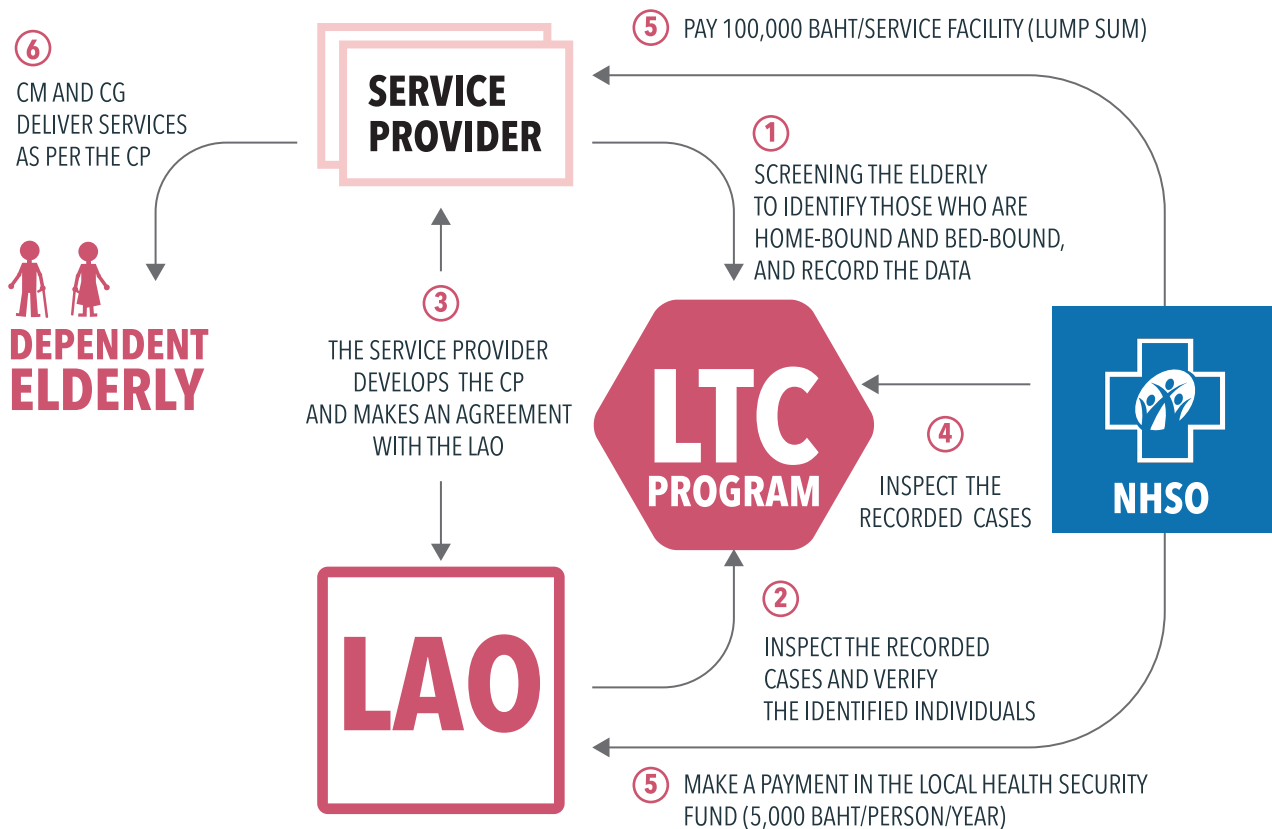 6
CM AND CG
DELIVER SERVICES
AS PER THE CP
SERVICE
PROVIDER
5 PAY 100,000 BAHT/SERVICE FACILITY (LUMP SUM)
1
SCREENING THE ELDERLY
TO IDENTIFY THOSE WHO ARE
HOME-BOUND AND BED-BOUND,
AND RECORD THE DATA
DEPENDENT
ELDERLY
3
THE SERVICE PROVIDER
DEVELOPS THE CP
AND MAKES AN AGREEMENT
WITH THE LAO
LTC
PROGRAM
4
INSPECT THE
RECORDED CASES
NHSO
LAO
2
INSPECT THE RECORDED
CASES AND VERIFY
THE IDENTIFIED INDIVIDUALS
5 MAKE A PAYMENT IN THE LOCAL HEALTH SECURITY
FUND (5,000 BAHT/PERSON/YEAR)